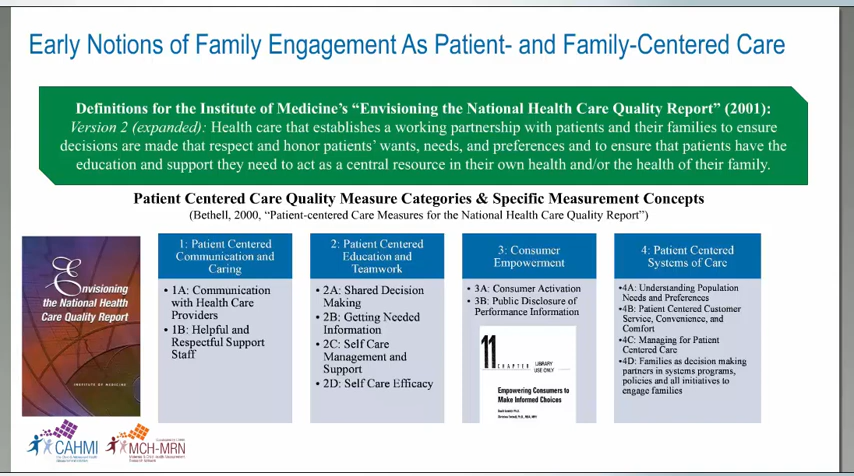 Early Notions of Family Engagement As Patient- and Family-Centered Care
Definitions for the Institute of Medicine's "Envisioning the National Health Care Quality Report" (2001):
Version 2 (expanded): Health care that establishes a working partnership with patients and their families to ensure
decisions are made that respect and honor patients' wants, needs, and preferences and to ensure that patients have the
education and support they need to act as a central resource in their own health and/or the health of their family.
Patient Centered Care Quality Measure Categories & Specific Measurement Concepts
(Bethell, 2000, "Patient-centered Care Measures for the National Health Care Quality Report")
Envisioning
the National Health
Care Quality Report
INSTITUTE OF MEDICINE
1: Patient Centered
Communication and
Caring
• 1A: Communication
with Health Care
Providers
• 1B: Helpful and
Respectful Support
Staff
2: Patient Centered
Education and
Teamwork
• 2A: Shared Decision
Making
• 2B: Getting Needed
Information
• 2C: Self Care
Management and
Support
• 2D: Self Care Efficacy
3: Consumer
Empowerment
• 3A: Consumer Activation
• 3B: Public Disclosure of
Performance Information
11
CHAPTER
LIBRARY
USE ONLY
Empowering Consumers to
Make Informed Choices
4: Patient Centered
Systems of Care
•4A: Understanding Population
Needs and Preferences
•4B: Patient Centered Customer
Service, Convenience, and
Comfort
•4C: Managing for Patient
Centered Care
•4D: Families as decision making
partners in systems programs,
policies and all initiatives to
engage families
CAHMI
MCH-MRN